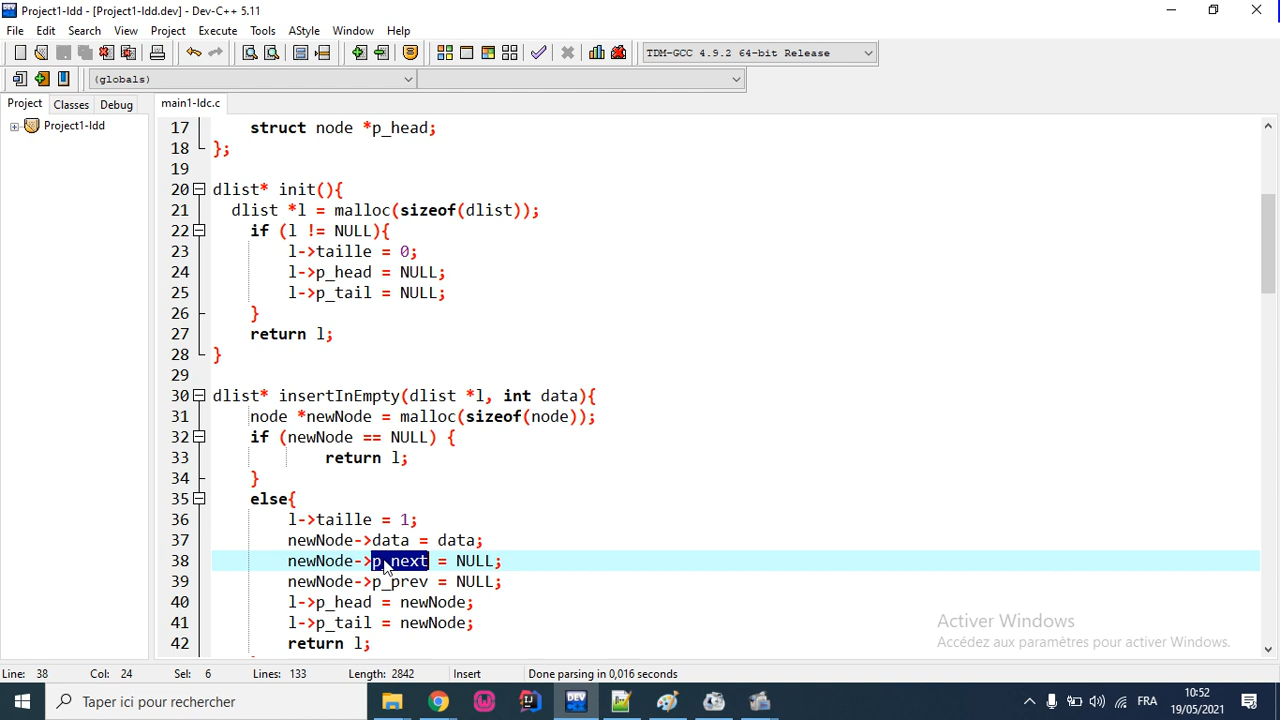 Project1-ldd - [Project1-ldd.dev] - Dev-C++ 5.11
File Edit Search View Project Execute Tools AStyle Window Help
TDM-GCC 4.9.2 64-bit Release
(globals)
Project Classes Debug
main1-ldc.c
Project1-ldd
17 struct node *p_head;
18 };
19
20 dlist* init(){
21 dlist *l = malloc(sizeof(dlist));
22 if (l != NULL){
23 l->taille = 0;
24 l->p_head = NULL;
25 l->p_tail = NULL;
26 }
27 return l;
28 }
29
30 dlist* insertInEmpty(dlist *l, int data){
31 node *newNode = malloc(sizeof(node));
32 if (newNode == NULL) {
33 return l;
34 }
35 else{
36 l->taille = 1;
37 newNode->data = data;
38 newNode->p_next = NULL;
39 newNode->p_prev = NULL;
40 l->p_head = newNode;
41 l->p_tail = newNode;
42 return l;
Activer Windows
Accédez aux paramètres pour activer Windows.
Line: 38 Col: 24 Sel: 6 Lines: 133 Length: 2842 Insert Done parsing in 0,016 seconds
Taper ici pour rechercher
DEV
FRA
10:52
19/05/2021